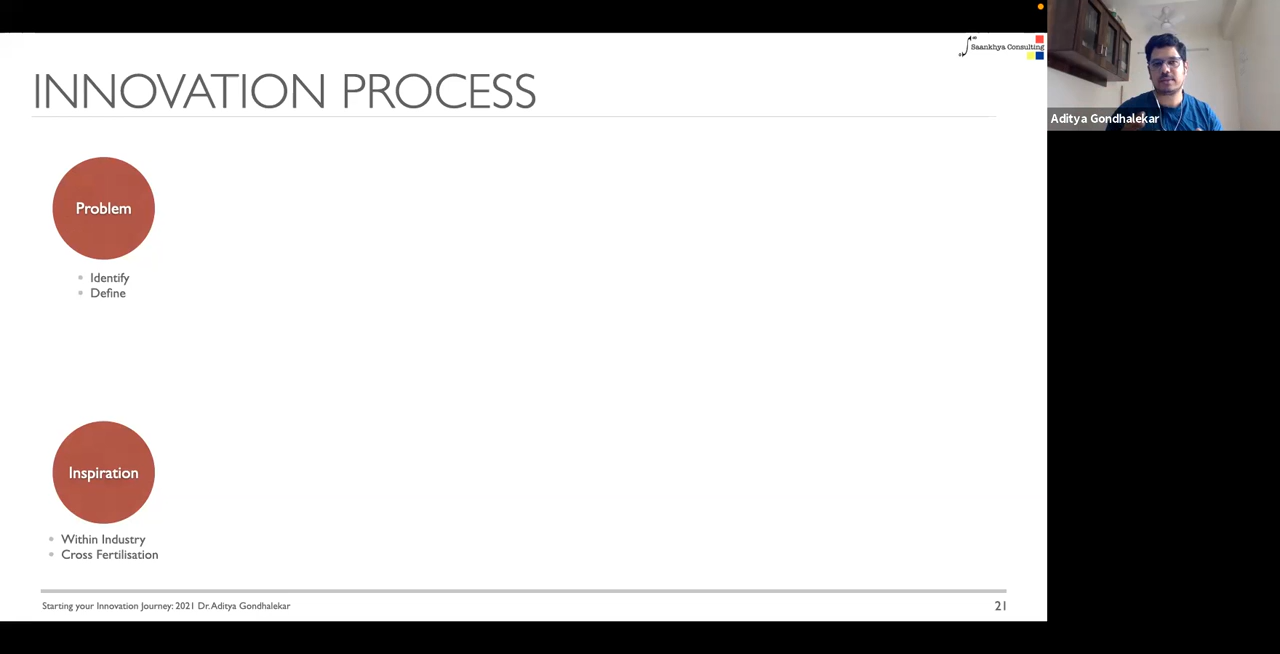 Saankhya Consulting
INNOVATION PROCESS
Aditya Gondhalekar
Problem
Identify
Define
Inspiration
Within Industry
Cross Fertilisation
Starting your Innovation Journey: 2021 Dr. Aditya Gondhalekar
21